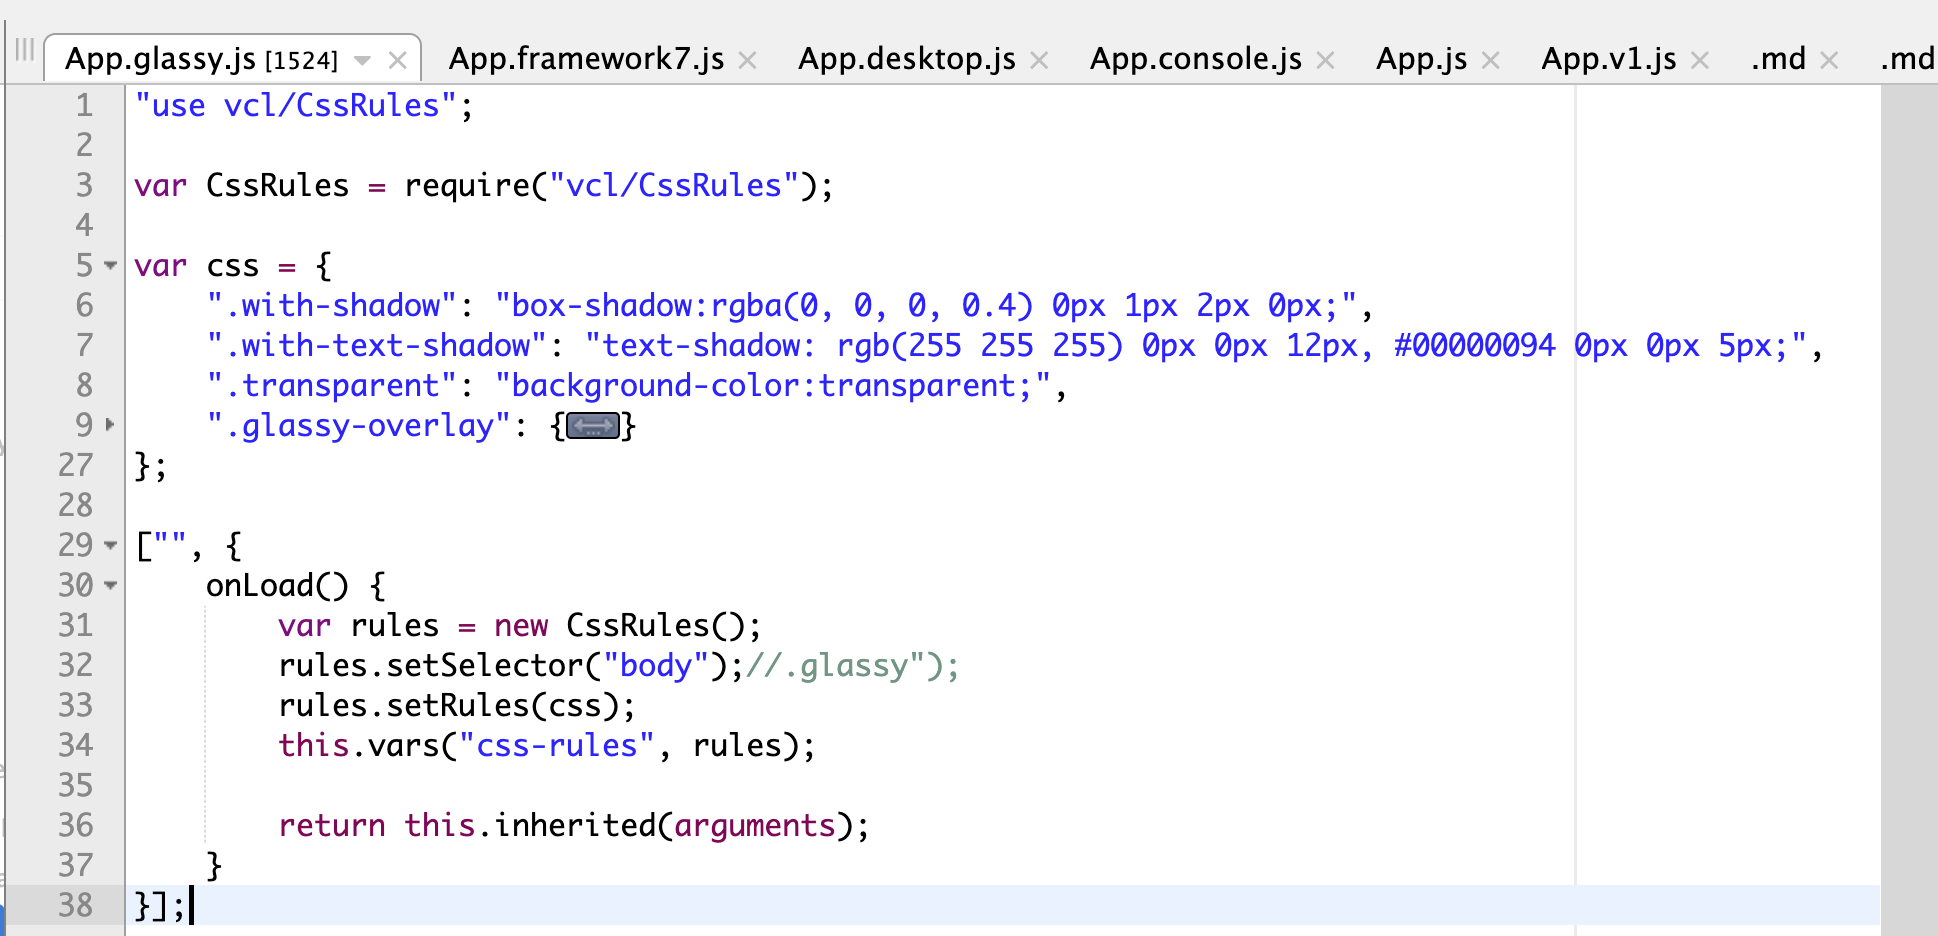 App.glassy.js [1524] App.framework7.js App.desktop.js App.console.js App.js App.v1.js .md .md
1 "use vcl/CssRules";
2
3 var CssRules = require("vcl/CssRules");
4
5 var css = {
6 ".with-shadow": "box-shadow:rgba(0, 0, 0, 0.4) 0px 1px 2px 0px;",
7 ".with-text-shadow": "text-shadow: rgb(255 255 255) 0px 0px 12px, #00000094 0px 0px 5px;",
8 ".transparent": "background-color:transparent;",
9 ".glassy-overlay": {...}
27 };
28
29 ["", {
30 onLoad() {
31 var rules = new CssRules();
32 rules.setSelector("body");//.glassy");
33 rules.setRules(css);
34 this.vars("css-rules", rules);
35
36 return this.inherited(arguments);
37 }
38 }];